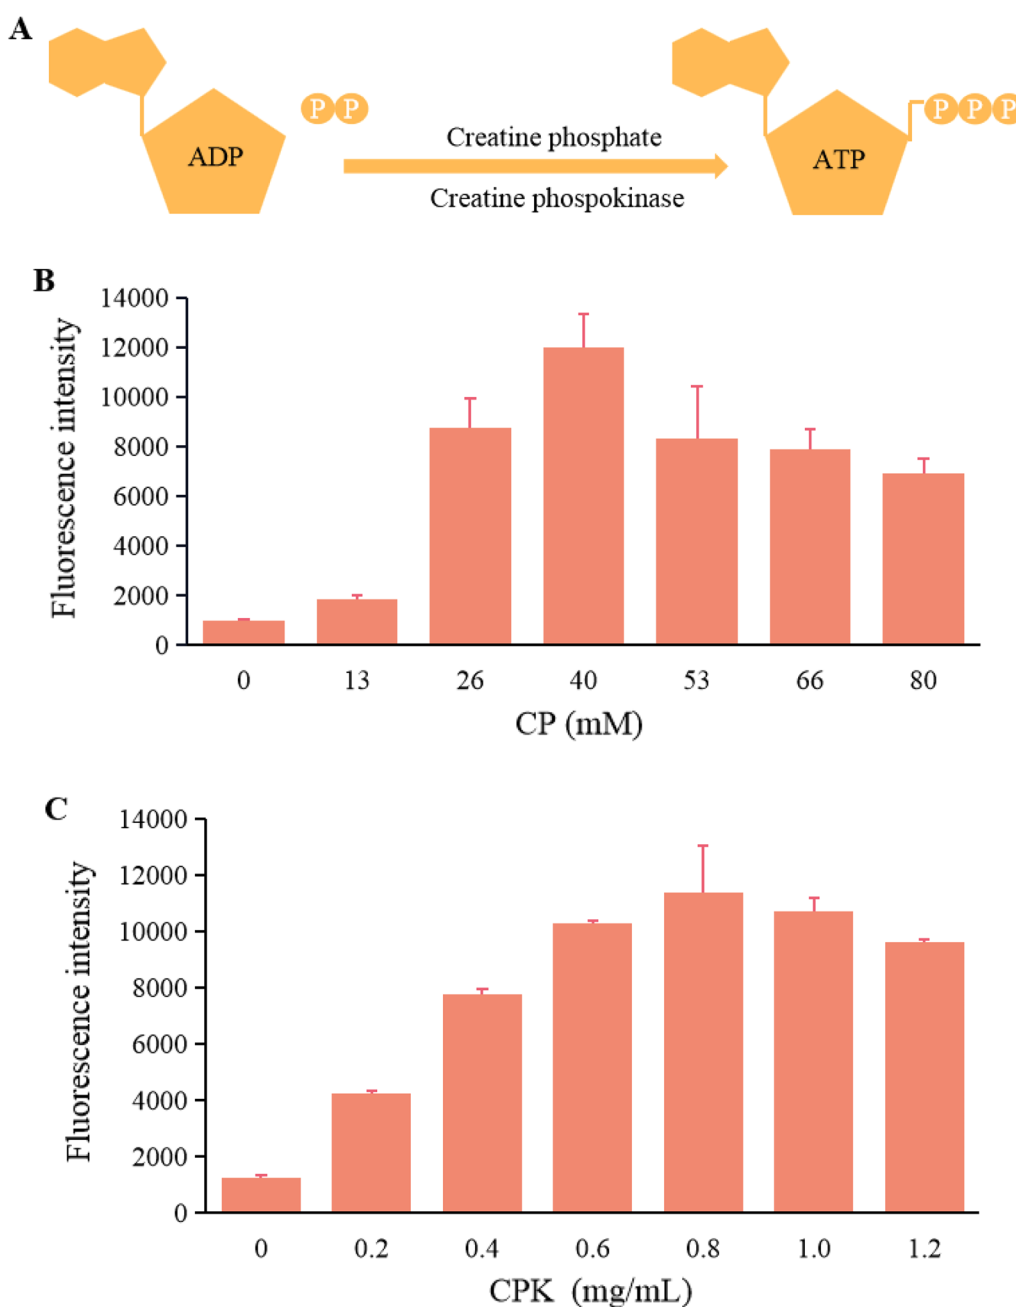 A
P P
P P P
ADP
Creatine phosphate
ATP
Creatine phospokinase
B
Fluorescence intensity
14000
12000
10000
8000
6000
4000
2000
0
0 13 26 40 53 66 80
CP (mM)
C
Fluorescence intensity
14000
12000
10000
8000
6000
4000
2000
0
0 0.2 0.4 0.6 0.8 1.0 1.2
CPK (mg/mL)